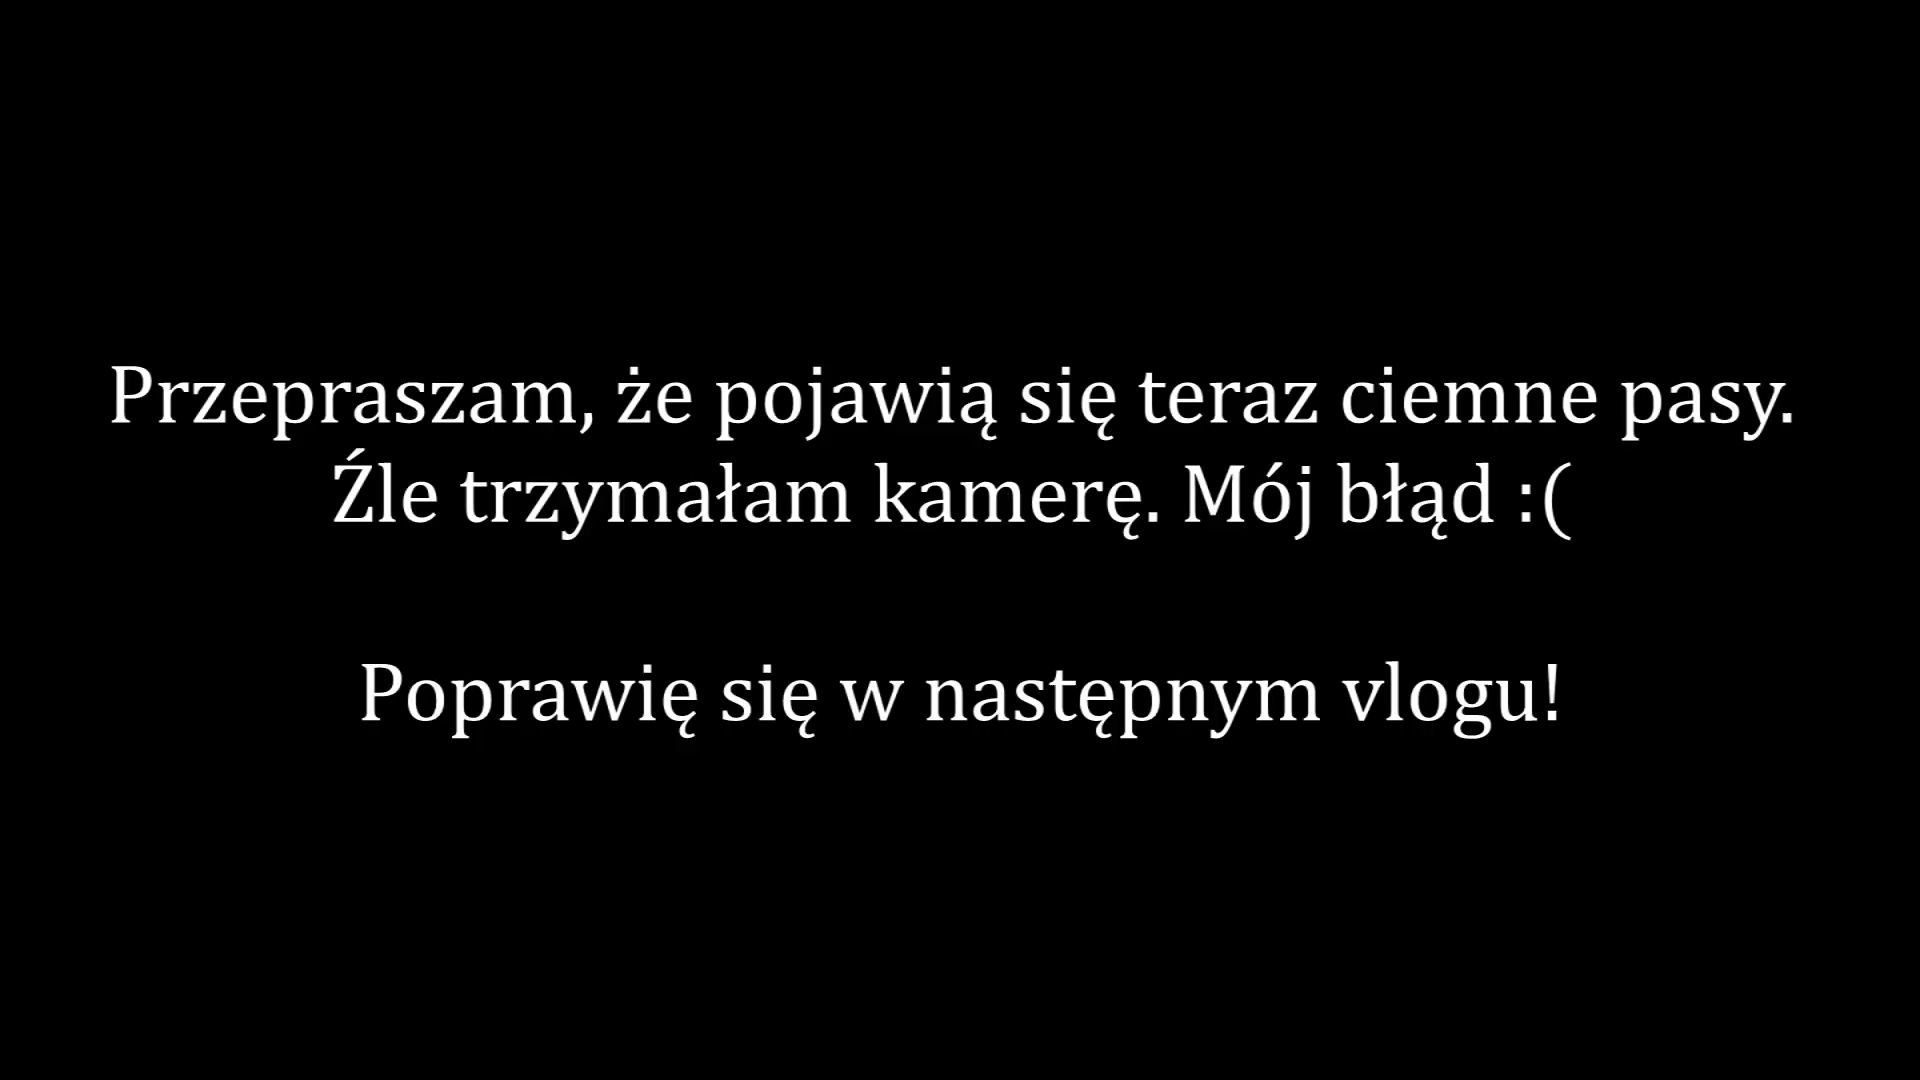 Przepraszam, że pojawią się teraz ciemne pasy.
Źle trzymałam kamerę. Mój błąd :(
Poprawię się w następnym vlogu!